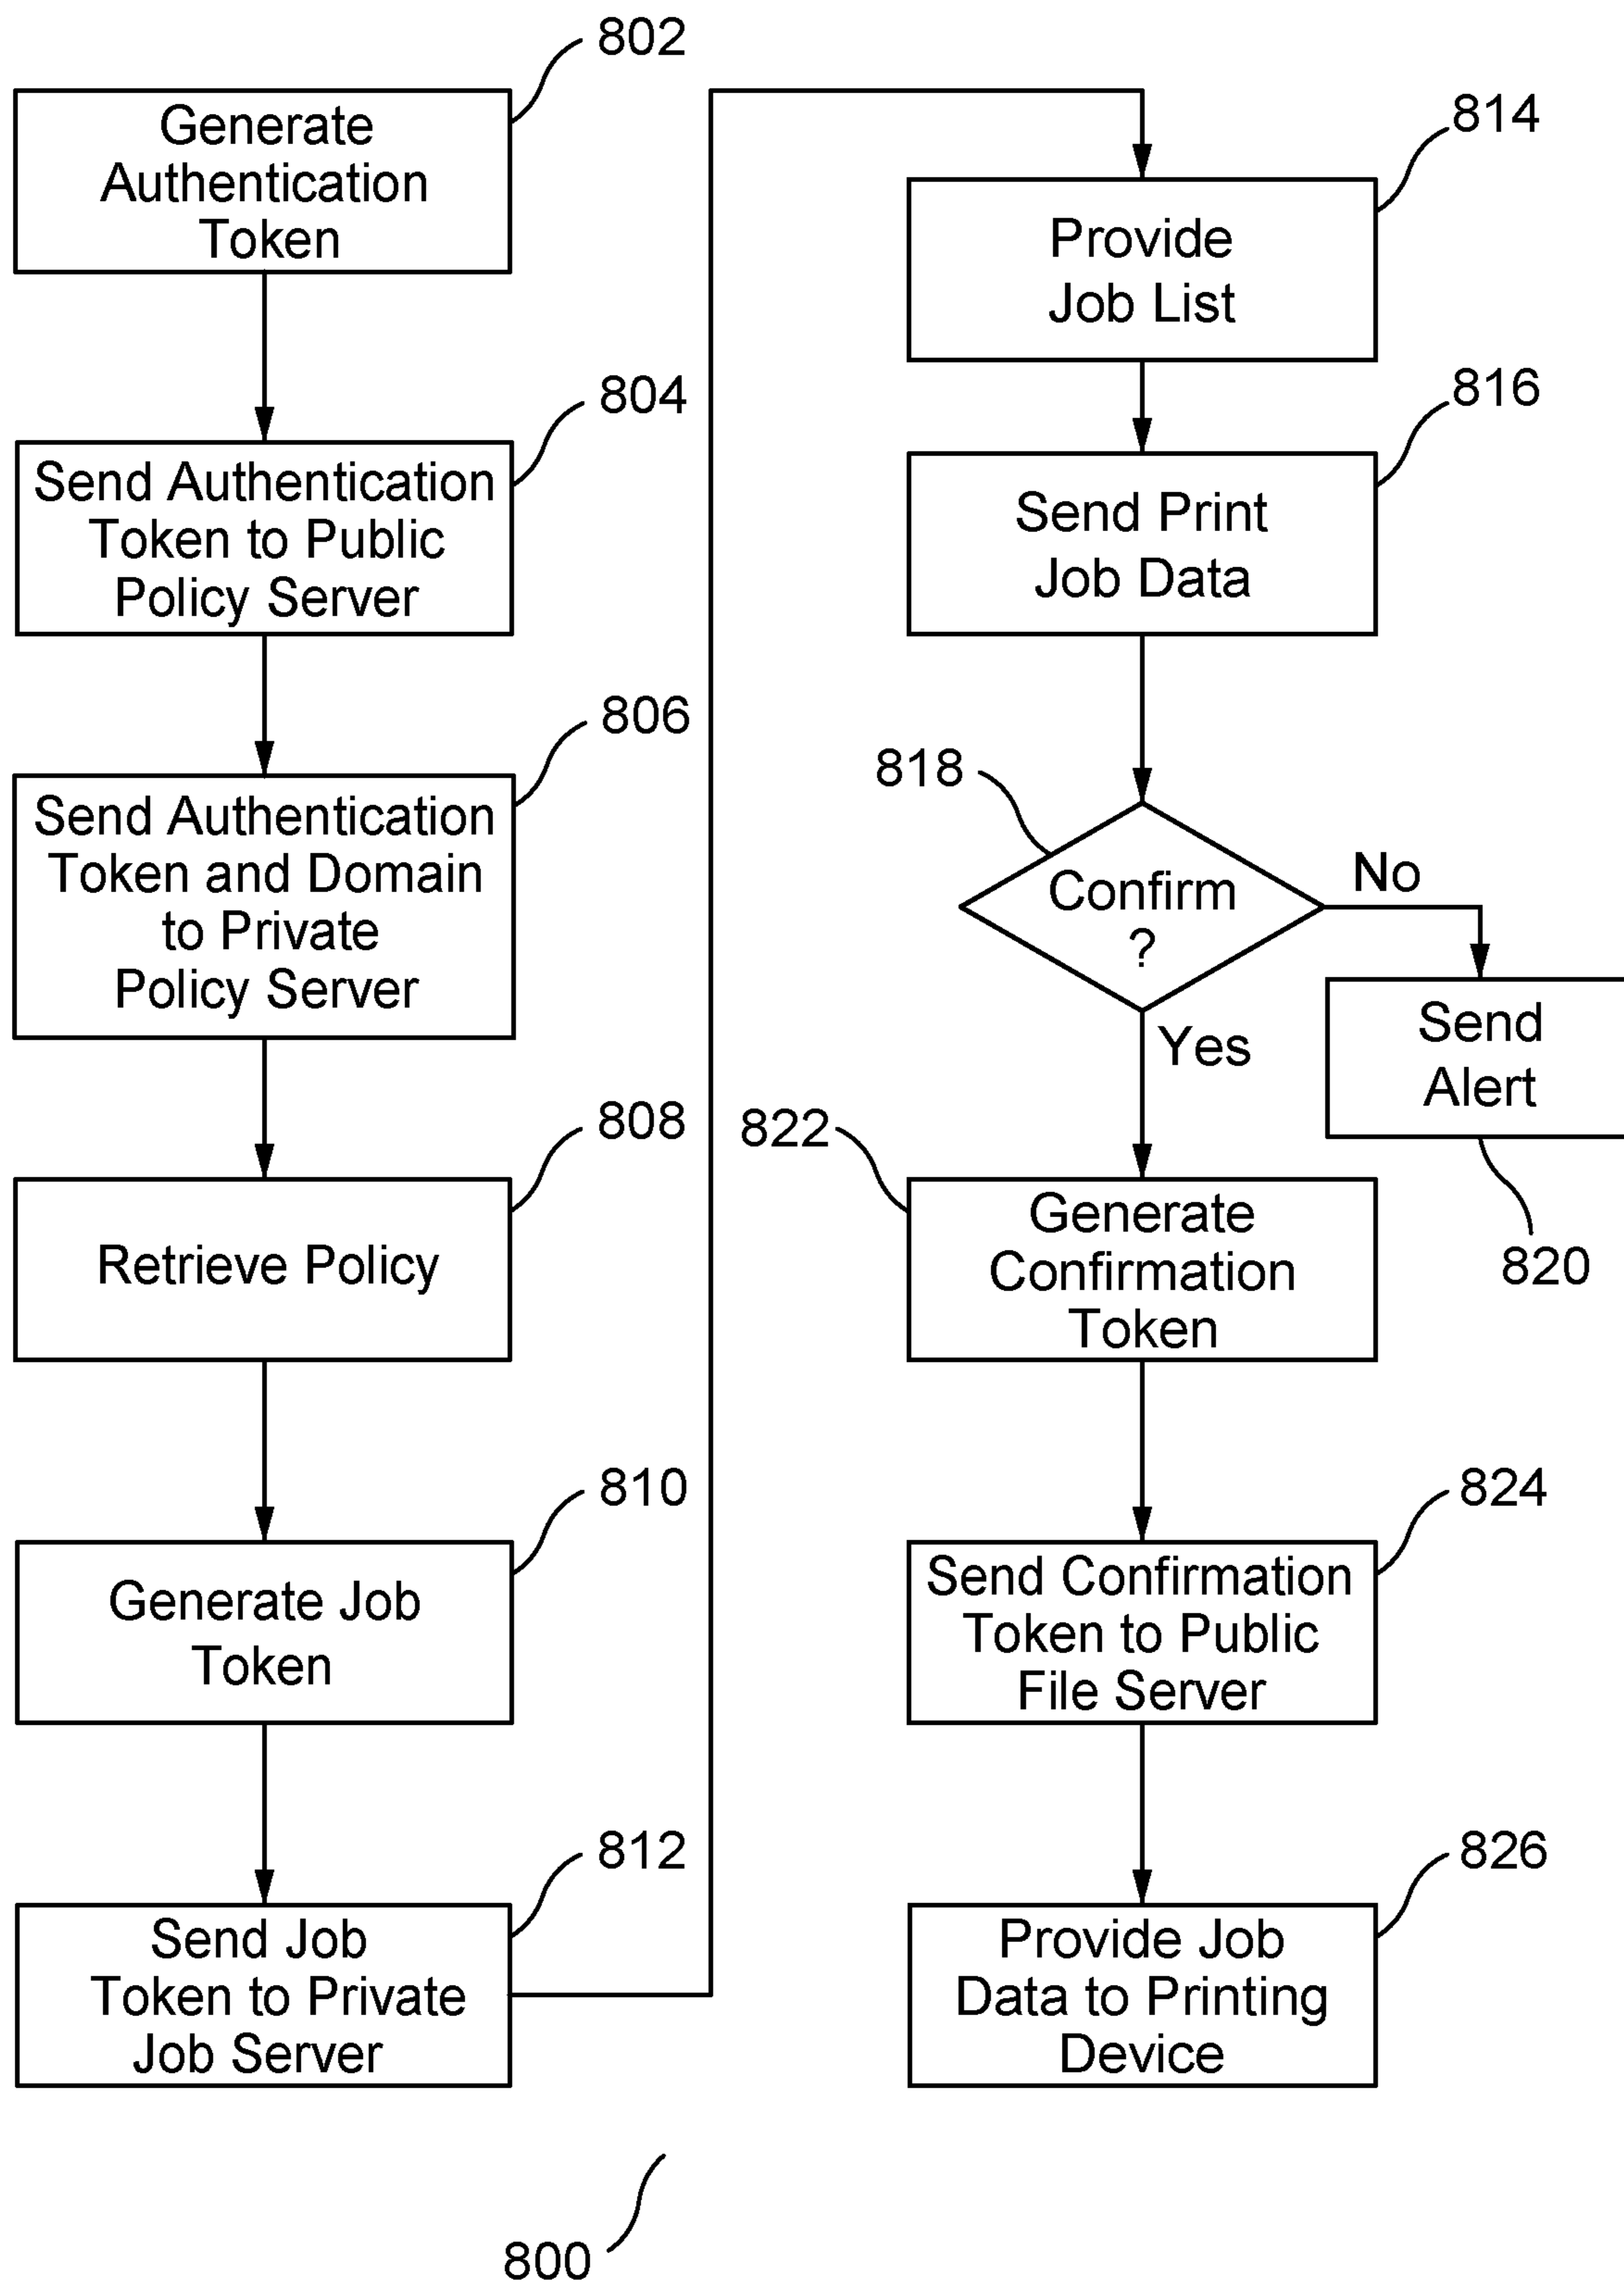 802
Generate
Authentication
Token
804
Send Authentication
Token to Public
Policy Server
806
Send Authentication
Token and Domain
to Private
Policy Server
808
Retrieve Policy
810
Generate Job
Token
812
Send Job
Token to Private
Job Server
814
Provide
Job List
816
Send Print
Job Data
818
Confirm
?
No
Yes
Send
Alert
820
822
Generate
Confirmation
Token
824
Send Confirmation
Token to Public
File Server
826
Provide Job
Data to Printing
Device
800